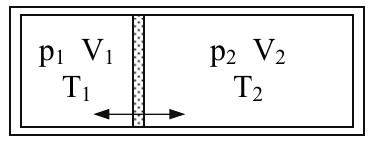 p₁ V₁
T₁
p₂ V₂
T₂